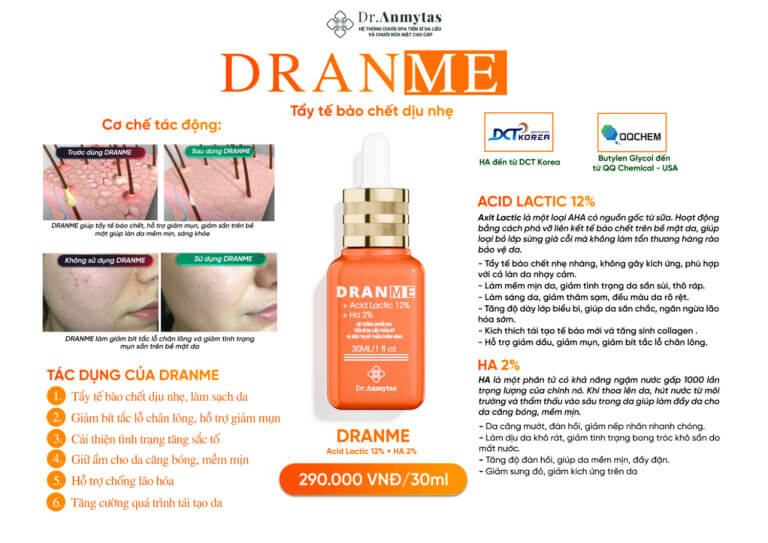 Dr.Anmytas
HỆ THỐNG CHUỖI SPA TIẾN SĨ DA LIỄU
VÀ CHUỖI RỬA MẶT CAO CẤP
DRANME
Tẩy tế bào chết dịu nhẹ
Cơ chế tác động:
Trước dùng DRANME
Sau dùng DRANME
DRANME giúp tẩy tế bào chết, hỗ trợ giảm mụn, giảm sần trên bề
mặt giúp làn da mềm mịn, sáng khỏe
Không sử dụng DRANME
Sử dụng DRANME
DRANME làm giảm bít tắc lỗ chân lông và giảm tình trạng
mụn sần trên bề mặt da
TÁC DỤNG CỦA DRANME
1. Tẩy tế bào chết dịu nhẹ, làm sạch da
2. Giảm bít tắc lỗ chân lông, hỗ trợ giảm mụn
3. Cải thiện tình trạng tăng sắc tố
4. Giữ ẩm cho da căng bóng, mềm mịn
5. Hỗ trợ chống lão hóa
6. Tăng cường quá trình tái tạo da
DRANME
+ Acid Lactic 12%
+ Ha 2%
HỆ THỐNG CHUỖI SPA
TIẾN SĨ DA LIỄU THẨM MỸ
30ML/1 fl oz
Dr.Anmytas
DRANME
Acid Lactic 12% + HA 2%
290.000 VNĐ/30ml
DCT KOREA
HA đến từ DCT Korea
QQCHEM
Butylen Glycol đến
từ QQ Chemical - USA
ACID LACTIC 12%
Axit Lactic là một loại AHA có nguồn gốc từ sữa. Hoạt động
bằng cách phá vỡ liên kết tế bào chết trên bề mặt da, giúp
loại bỏ lớp sừng già cỗi mà không làm tổn thương hàng rào
bảo vệ da.
- Tẩy tế bào chết nhẹ nhàng, không gây kích ứng, phù hợp
với cả làn da nhạy cảm.
- Làm mềm mịn da, giảm tình trạng da sần sùi, thô ráp.
- Làm sáng da, giảm thâm sạm, đều màu da rõ rệt.
- Tăng độ dày lớp biểu bì, giúp da săn chắc, ngăn ngừa lão
hóa sớm.
- Kích thích tái tạo tế bào mới và tăng sinh collagen .
- Hỗ trợ giảm dầu, giảm mụn, giảm bít tắc lỗ chân lông.
HA 2%
HA là một phân tử có khả năng ngậm nước gấp 1000 lần
trọng lượng của chính nó. Khi thoa lên da, hút nước từ môi
trường và thẩm thấu vào sâu trong da giúp làm đầy da cho
da căng bóng, mềm mịn.
- Da căng mướt, đàn hồi, giảm nếp nhăn nhanh chóng.
- Làm dịu da khô rát, giảm tình trạng bong tróc khô sần do
mất nước.
- Tăng độ đàn hồi, giúp da mềm mịn, đầy đặn.
- Giảm sưng đỏ, giảm kích ứng trên da